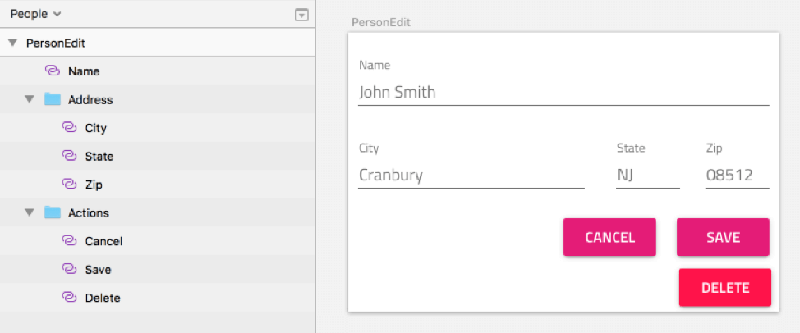 People
PersonEdit
Name
Address
City
State
Zip
Actions
Cancel
Save
Delete
PersonEdit
Name
John Smith
City State Zip
Cranbury NJ 08512
CANCEL SAVE
DELETE